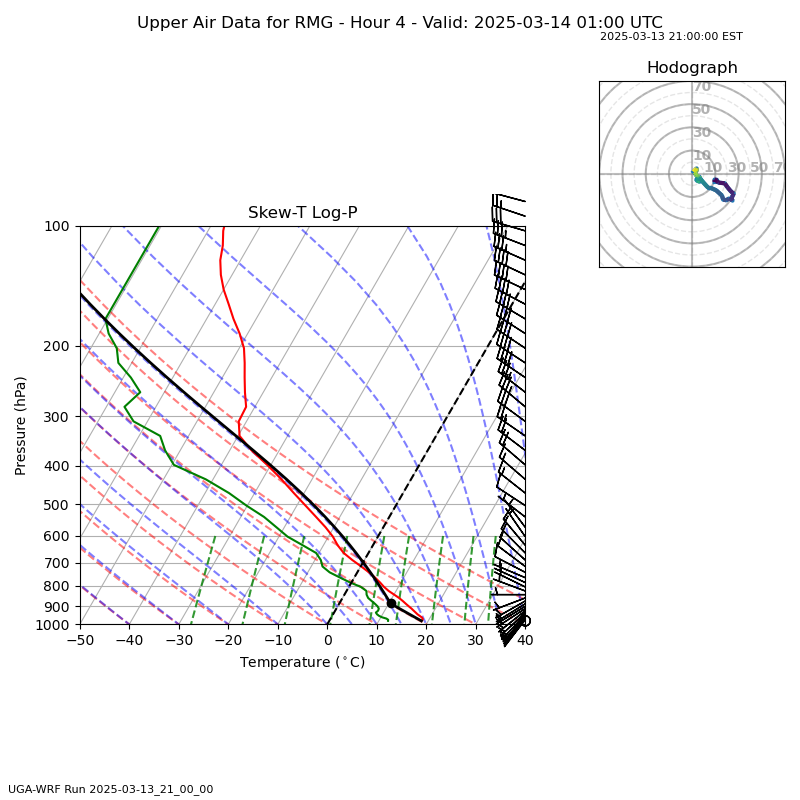 Upper Air Data for RMG - Hour 4 - Valid: 2025-03-14 01:00 UTC
2025-03-13 21:00:00 EST
Hodograph
70
50
30
10
10 30 50 7
Skew-T Log-P
100
200
300
400
500
600
700
800
900
1000
Pressure (hPa)
−50 −40 −30 −20 −10 0 10 20 30 40
Temperature (°C)
UGA-WRF Run 2025-03-13_21_00_00